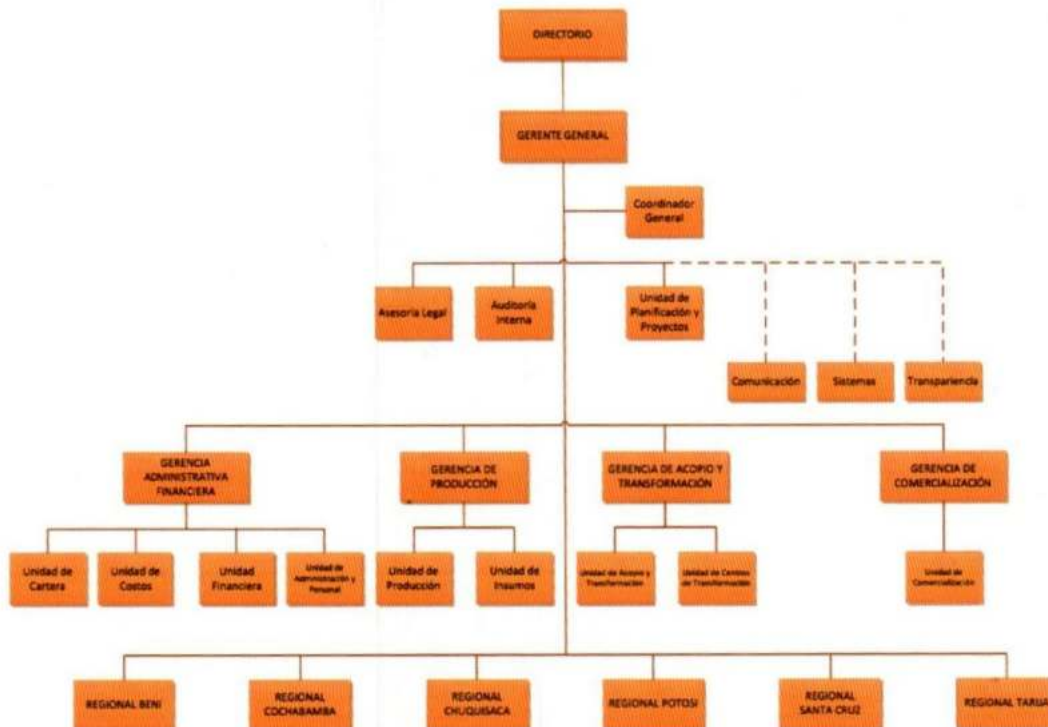 DIRECTORIO
GERENTE GENERAL
Coordinador
General
Asesoría Legal
Auditoría
Interna
Unidad de
Planificación y
Proyectos
Comunicación
Sistemas
Transpariencia
GERENCIA
ADMINISTRATIVA
FINANCIERA
GERENCIA DE
PRODUCCIÓN
GERENCIA DE ACOPIO Y
TRANSFORMACIÓN
GERENCIA DE
COMERCIALIZACIÓN
Unidad de
Cartera
Unidad de
Costos
Unidad
Financiera
Unidad de
Administración y
Personal
Unidad de
Producción
Unidad de
Insumos
Unidad de Acopio y
Transformación
Unidad de Centros
de Transformación
Unidad de
Comercialización
REGIONAL BENI
REGIONAL
COCHABAMBA
REGIONAL
CHUQUISACA
REGIONAL POTOSI
REGIONAL
SANTA CRUZ
REGIONAL TARIJA